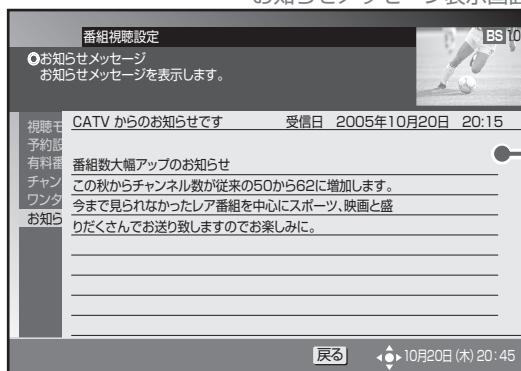 お知らせメッセージ表示画面
番組視聴設定
BS 10
お知らせメッセージ
お知らせメッセージを表示します。
CATV からのお知らせです 受信日 2005年10月20日 20:15
視聴モ
予約設
有料番
チャン
ワンタ
お知ら
番組数大幅アップのお知らせ
この秋からチャンネル数が従来の50から62に増加します。
今まで見られなかったレア番組を中心にスポーツ、映画と盛
りだくさんでお送り致しますのでお楽しみに。
戻る 10月20日(木)20:45